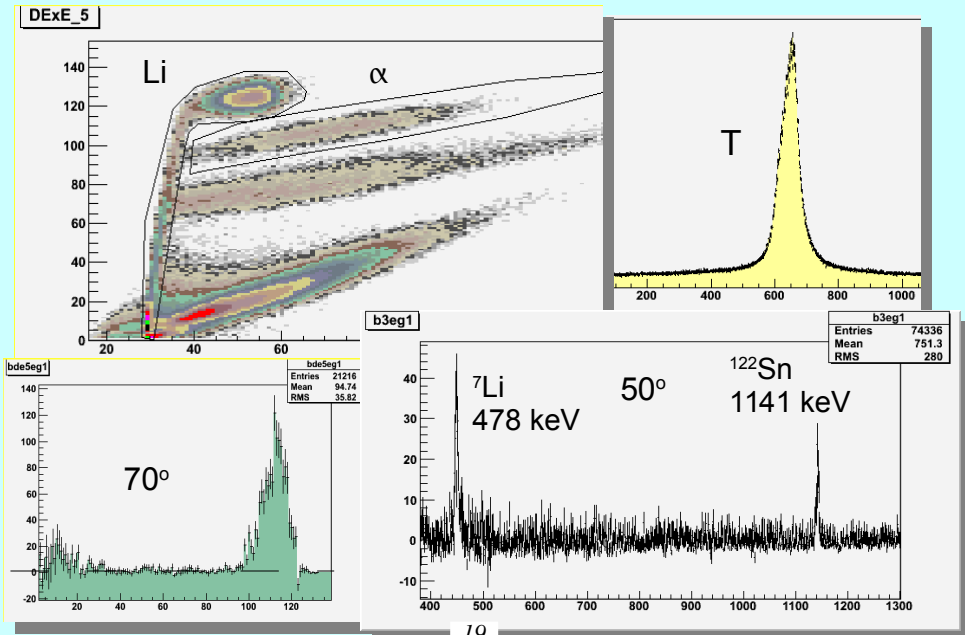 DExE_5
Li
α
140
120
100
80
60
40
20
0
20
40
60
T
200
400
600
800
1000
bde5eg1
bde5eg1
Entries 21216
Mean 94.74
RMS 35.82
140
120
100
80
60
40
20
0
-20
70°
20
40
60
80
100
120
b3eg1
b3eg1
Entries 74336
Mean 751.3
RMS 280
40
30
20
10
0
-10
⁷Li
478 keV
50°
¹²²Sn
1141 keV
400
500
600
700
800
900
1000
1100
1200
1300
19